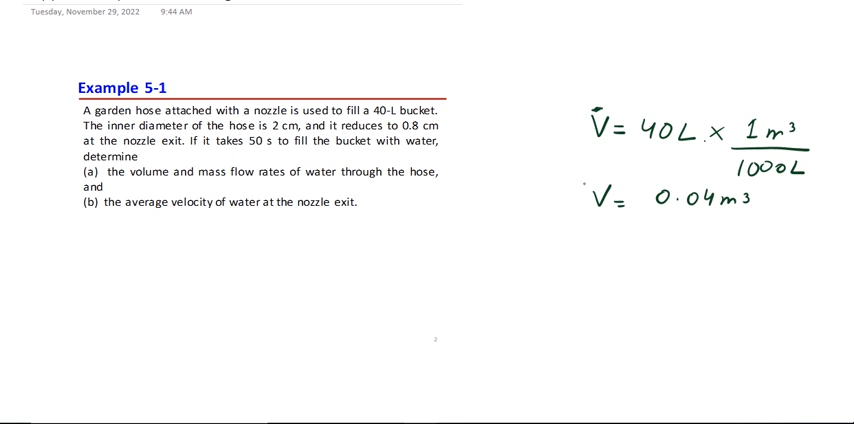 Tuesday, November 29, 2022 9:44 AM
Example 5-1
A garden hose attached with a nozzle is used to fill a 40-L bucket.
The inner diameter of the hose is 2 cm, and it reduces to 0.8 cm
at the nozzle exit. If it takes 50 s to fill the bucket with water,
determine
(a) the volume and mass flow rates of water through the hose,
and
(b) the average velocity of water at the nozzle exit.
2
V̄ = 40L × 1 m³
1000L
V = 0.04 m³